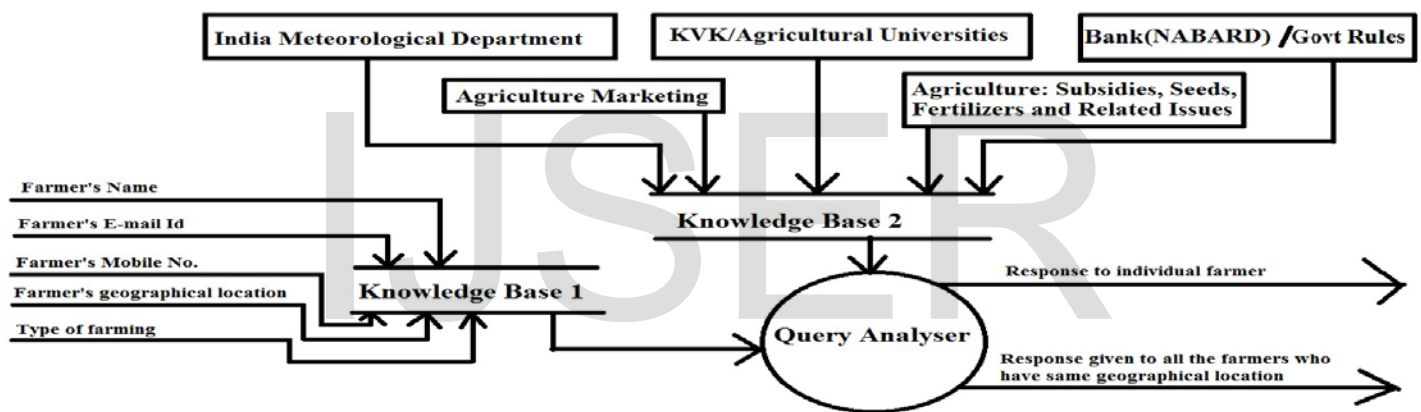 India Meteorological Department
KVK/Agricultural Universities
Bank(NABARD) /Govt Rules
Agriculture Marketing
Agriculture: Subsidies, Seeds,
Fertilizers and Related Issues
IJSER
Farmer's Name
Farmer's E-mail Id
Farmer's Mobile No.
Farmer's geographical location
Type of farming
Knowledge Base 1
Knowledge Base 2
Query Analyser
Response to individual farmer
Response given to all the farmers who
have same geographical location